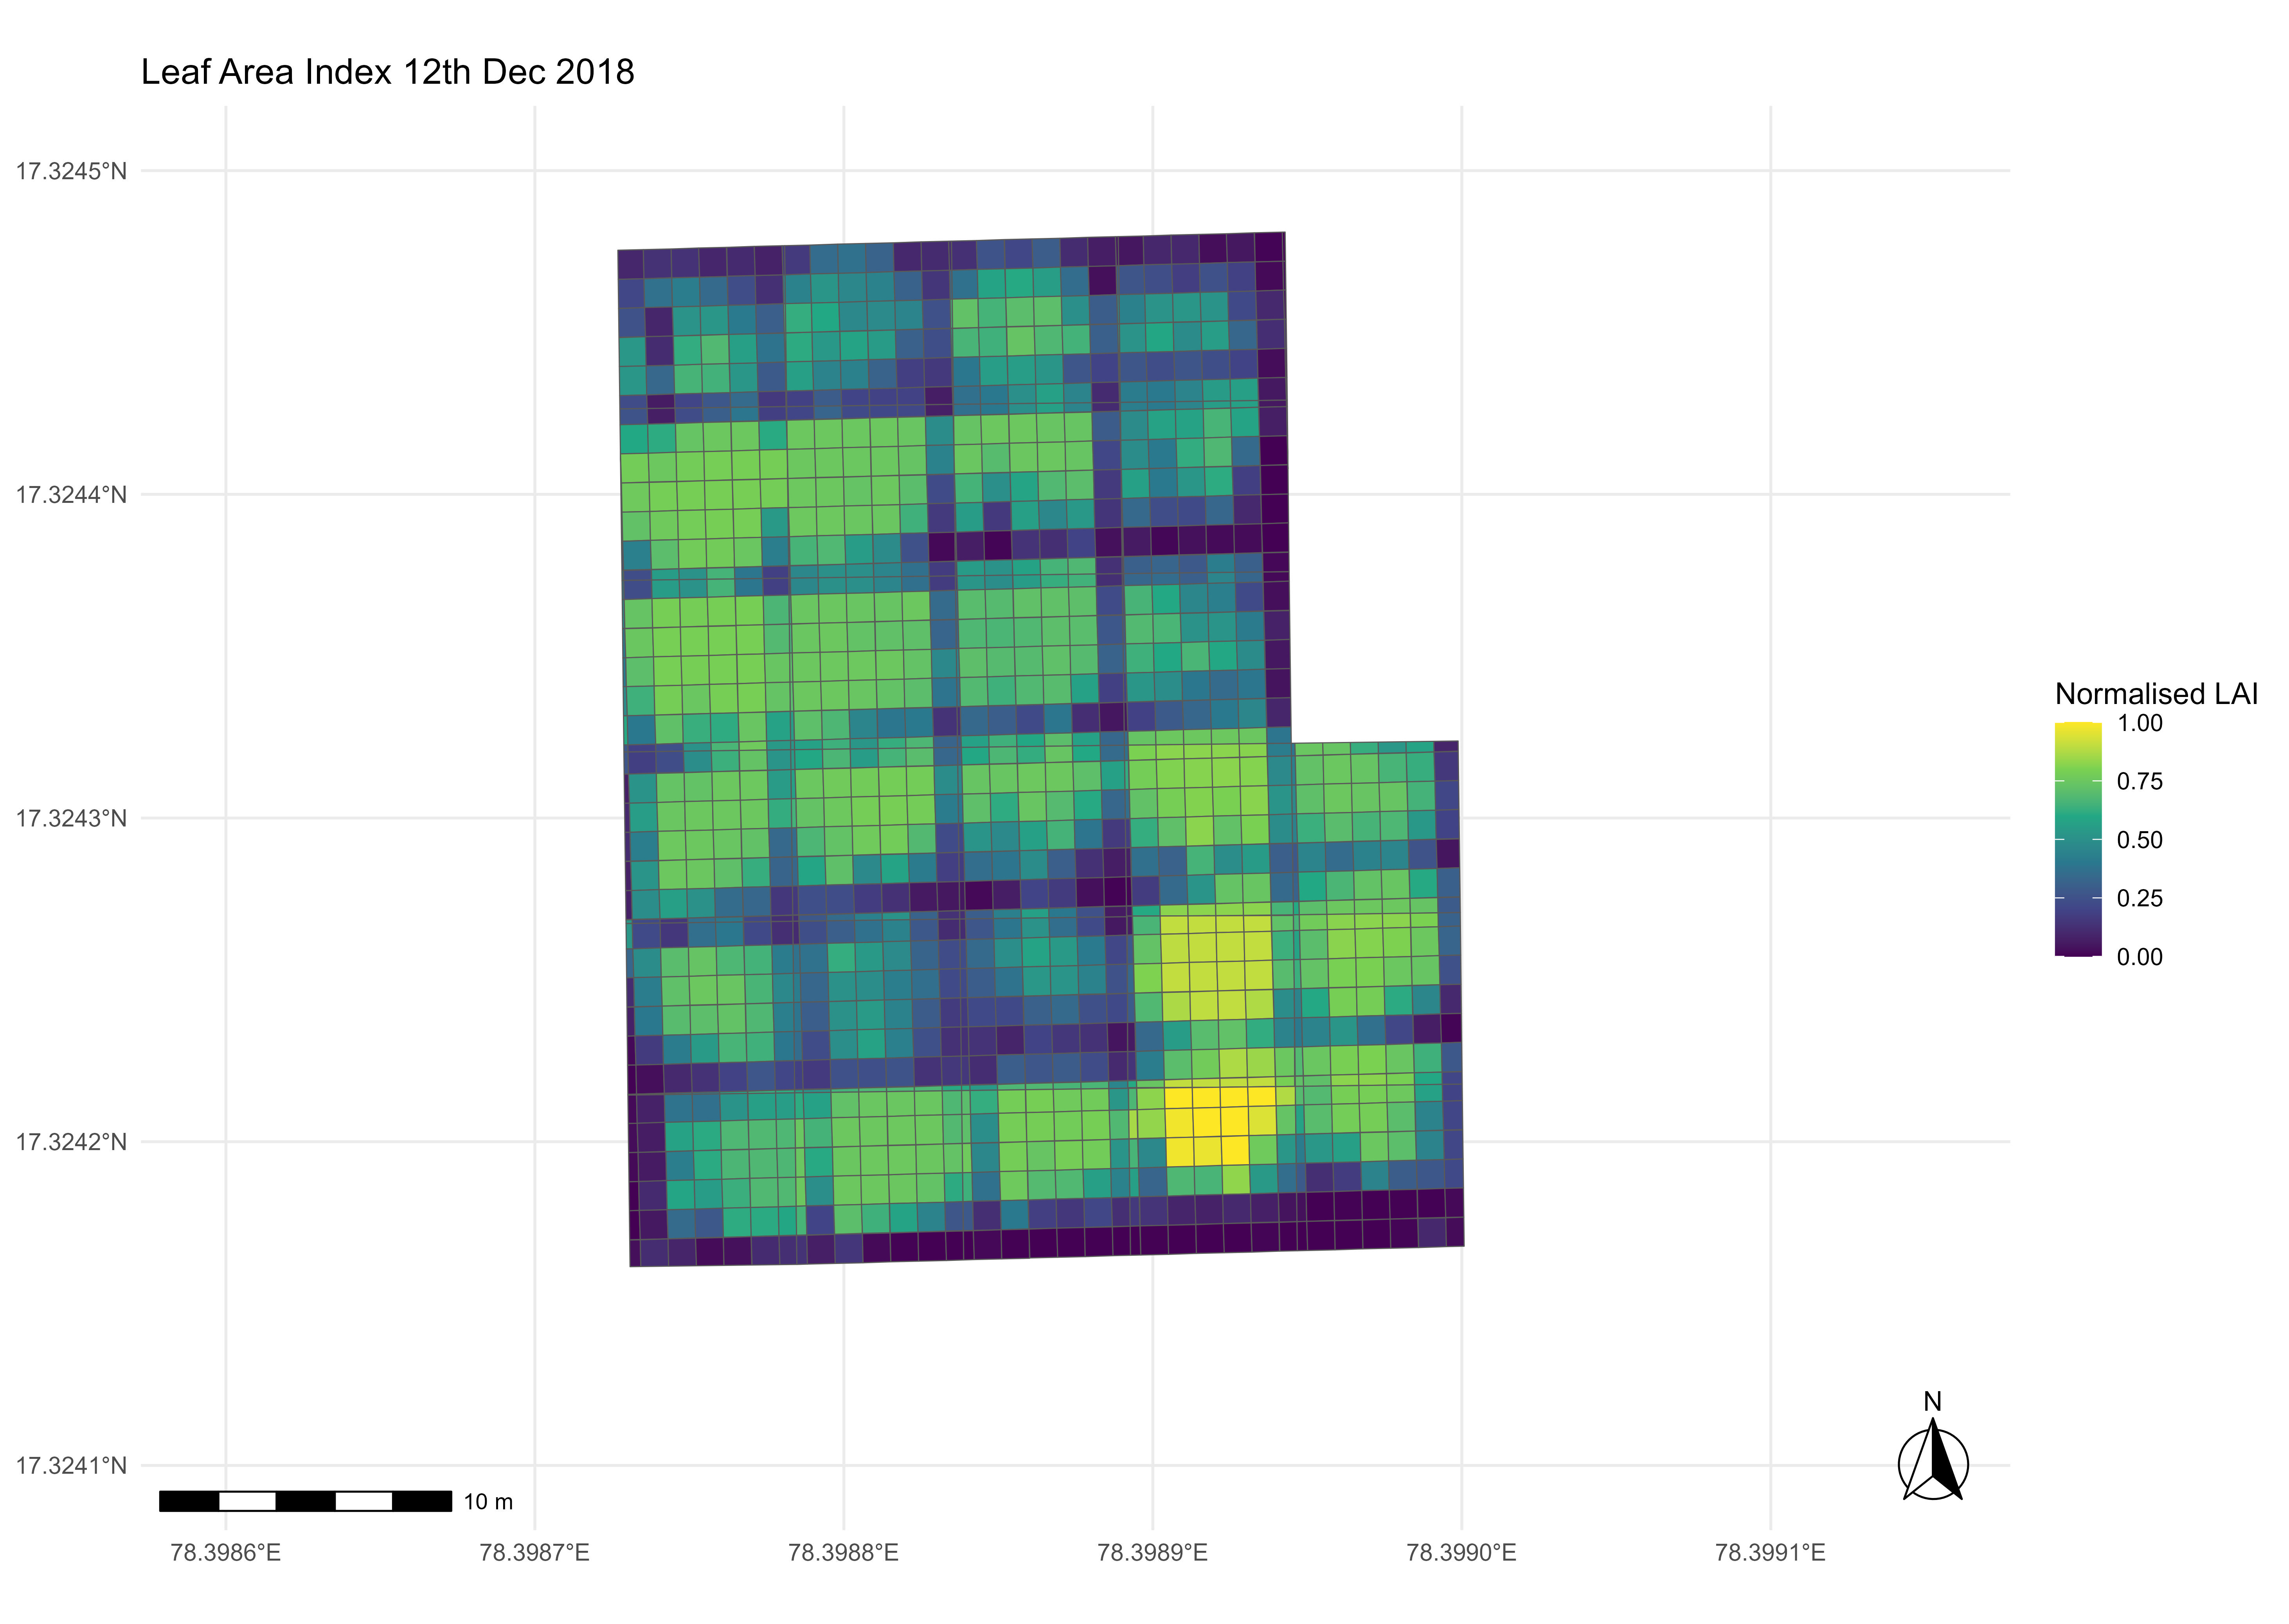 Leaf Area Index 12th Dec 2018
17.3245°N
17.3244°N
17.3243°N
17.3242°N
17.3241°N
78.3986°E
78.3987°E
78.3988°E
78.3989°E
78.3990°E
78.3991°E
10 m
N
Normalised LAI
1.00
0.75
0.50
0.25
0.00